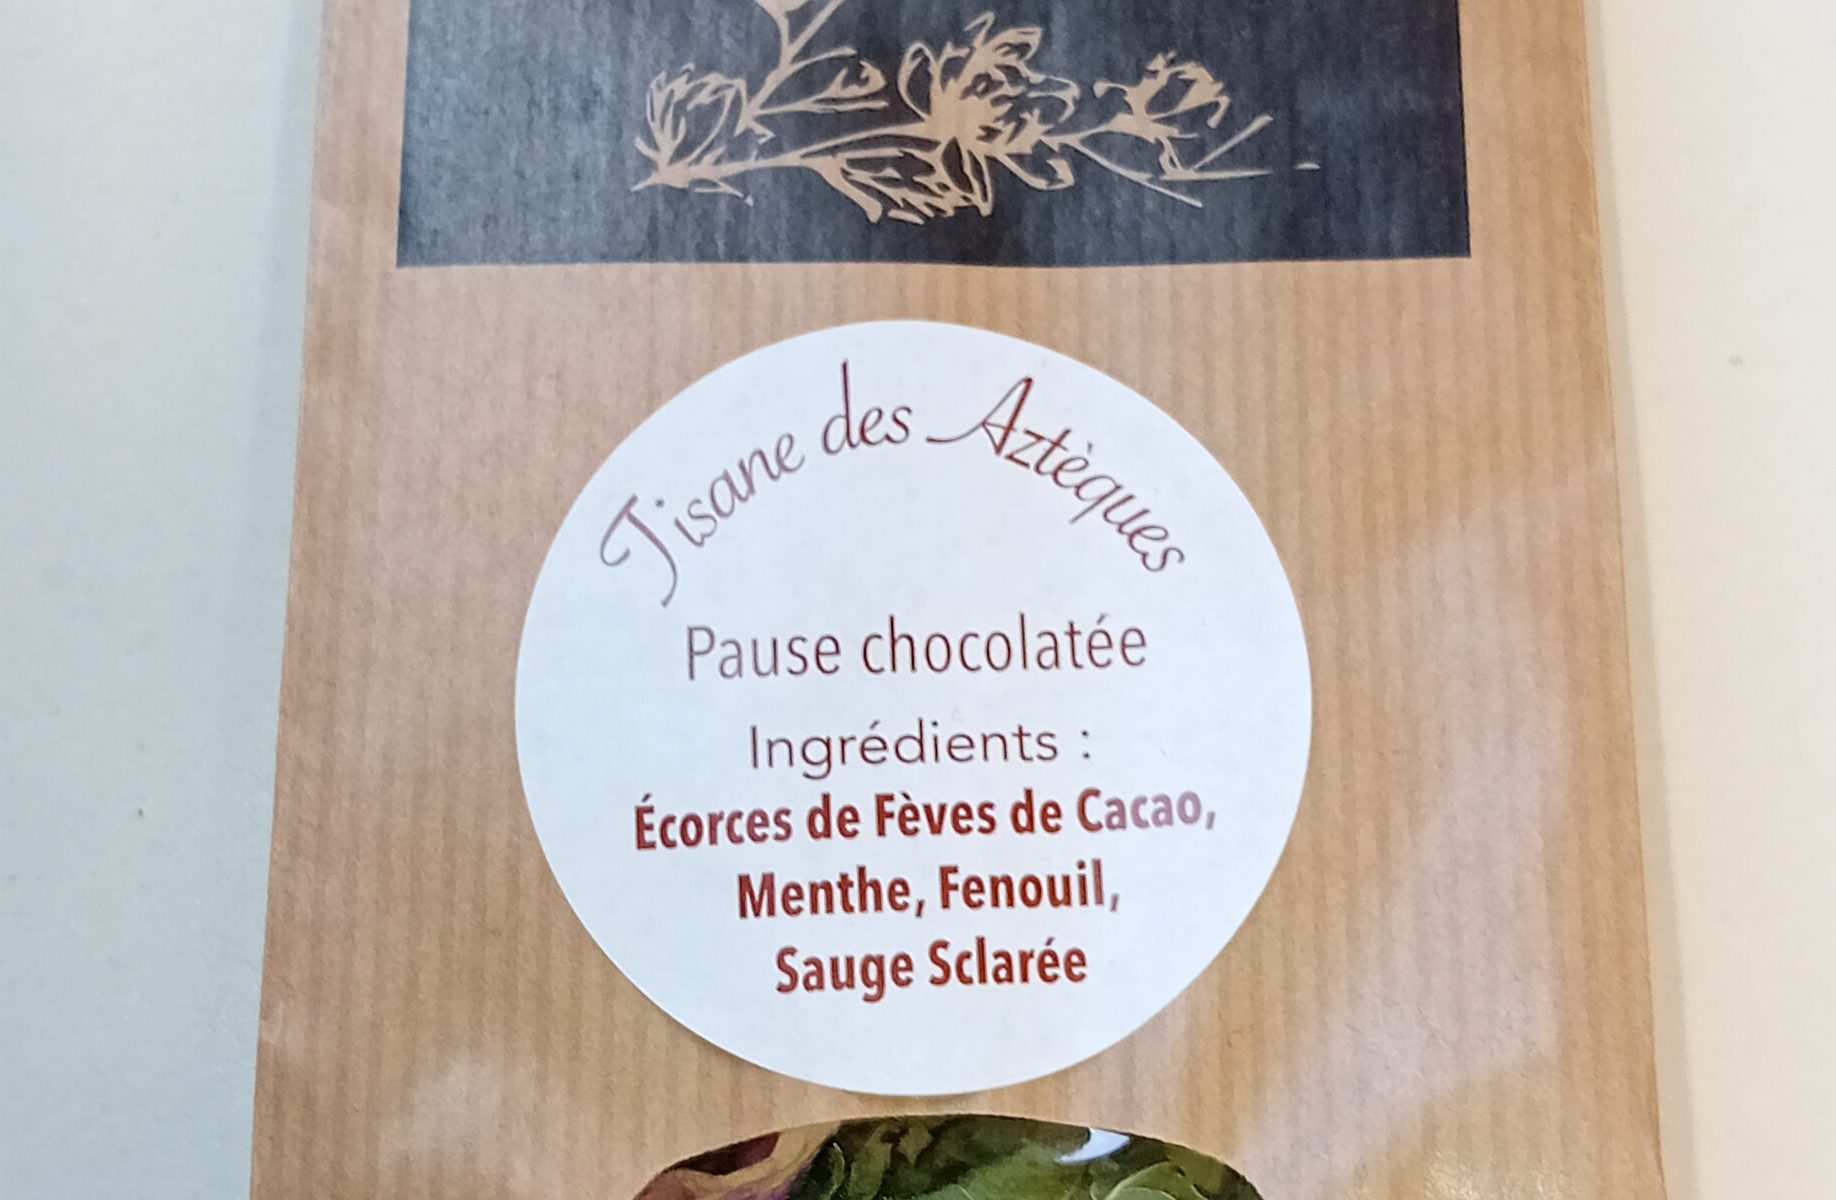 Tisane des Aztèques
Pause chocolatée
Ingrédients :
Écorces de Fèves de Cacao,
Menthe, Fenouil,
Sauge Sclarée